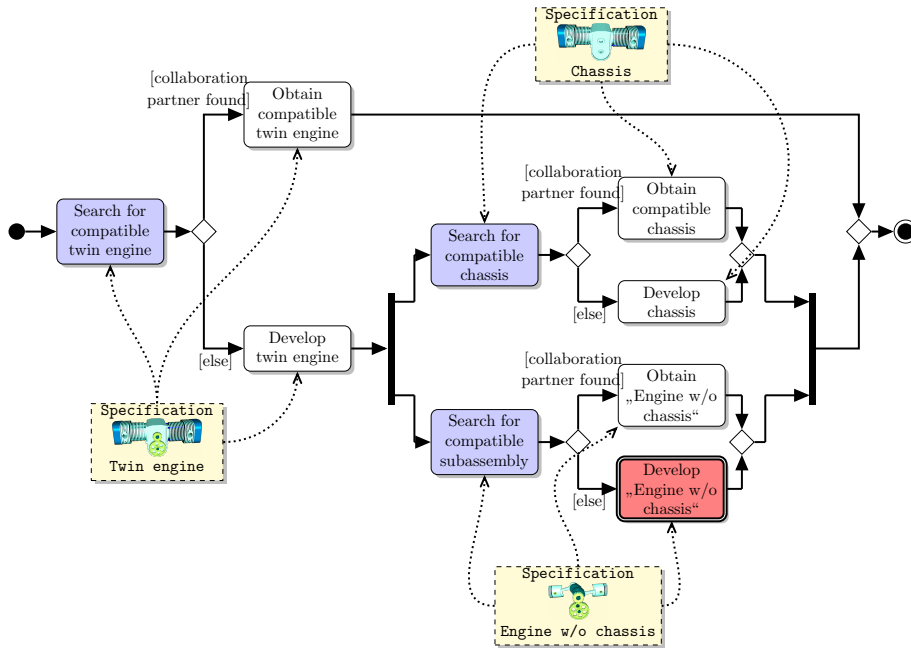 Specification
Chassis
[collaboration
partner found]
Obtain
compatible
twin engine
[collaboration
partner found]
Obtain
compatible
chassis
Search for
compatible
twin engine
Search for
compatible
chassis
[else]
Develop
chassis
[else]
Develop
twin engine
[collaboration
partner found]
Obtain
„Engine w/o
chassis“
Specification
Twin engine
Search for
compatible
subassembly
[else]
Develop
„Engine w/o
chassis“
Specification
Engine w/o chassis